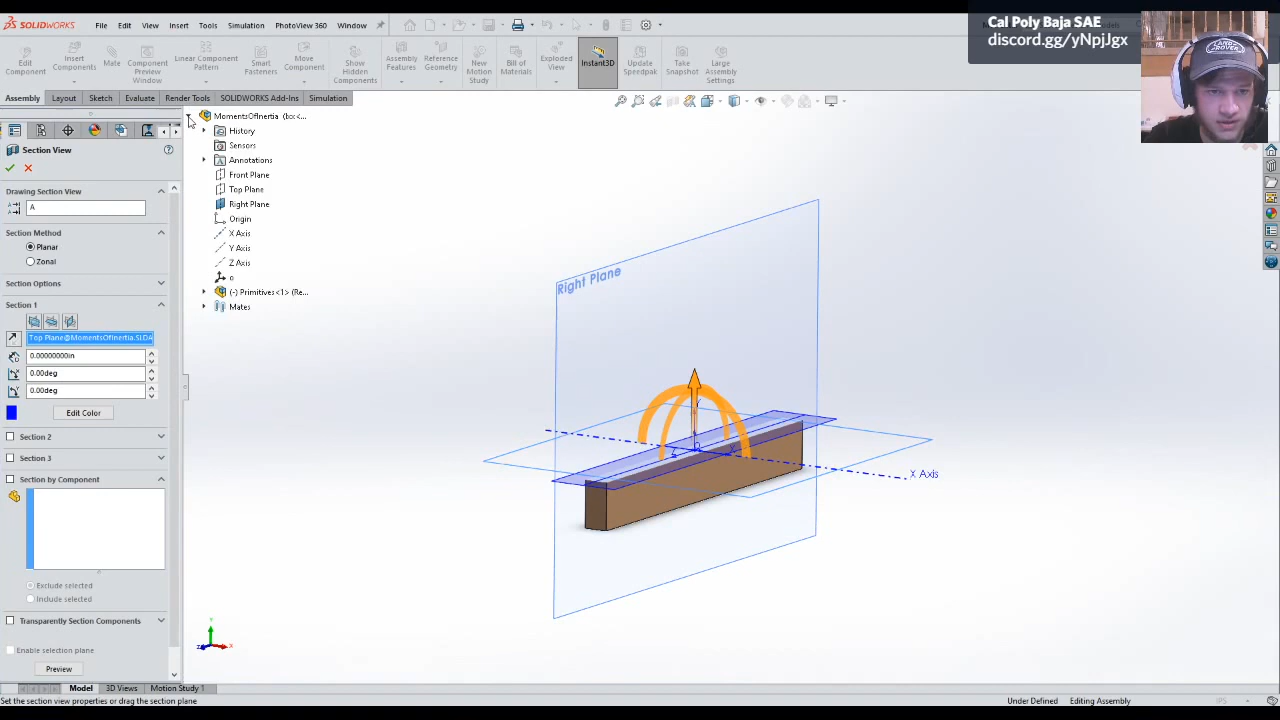 SOLIDWORKS
File Edit View Insert Tools Simulation PhotoView 360 Window
Cal Poly Baja SAE
discord.gg/yNpjJgx
Edit Component
Insert Components
Mate
Component Preview Window
Linear Component Pattern
Smart Fasteners
Move Component
Show Hidden Components
Assembly Features
Reference Geometry
New Motion Study
Bill of Materials
Exploded View
Instant3D
Update Speedpak
Take Snapshot
Large Assembly Settings
Assembly Layout Sketch Evaluate Render Tools SOLIDWORKS Add-Ins Simulation
MomentsOfInertia (box<...
History
Sensors
Annotations
Front Plane
Top Plane
Right Plane
Origin
X Axis
Y Axis
Z Axis
o
(-) Primitives<1> (Re...
Mates
Section View
Drawing Section View
A
Section Method
Planar
Zonal
Section Options
Section 1
Top Plane@MomentsOfInertia.SLDA
0.00000000in
0.00deg
0.00deg
Edit Color
Section 2
Section 3
Section by Component
Exclude selected
Include selected
Transparently Section Components
Enable selection plane
Preview
Right Plane
X Axis
Model 3D Views Motion Study 1
Set the section view properties or drag the section plane
Under Defined Editing Assembly IPS